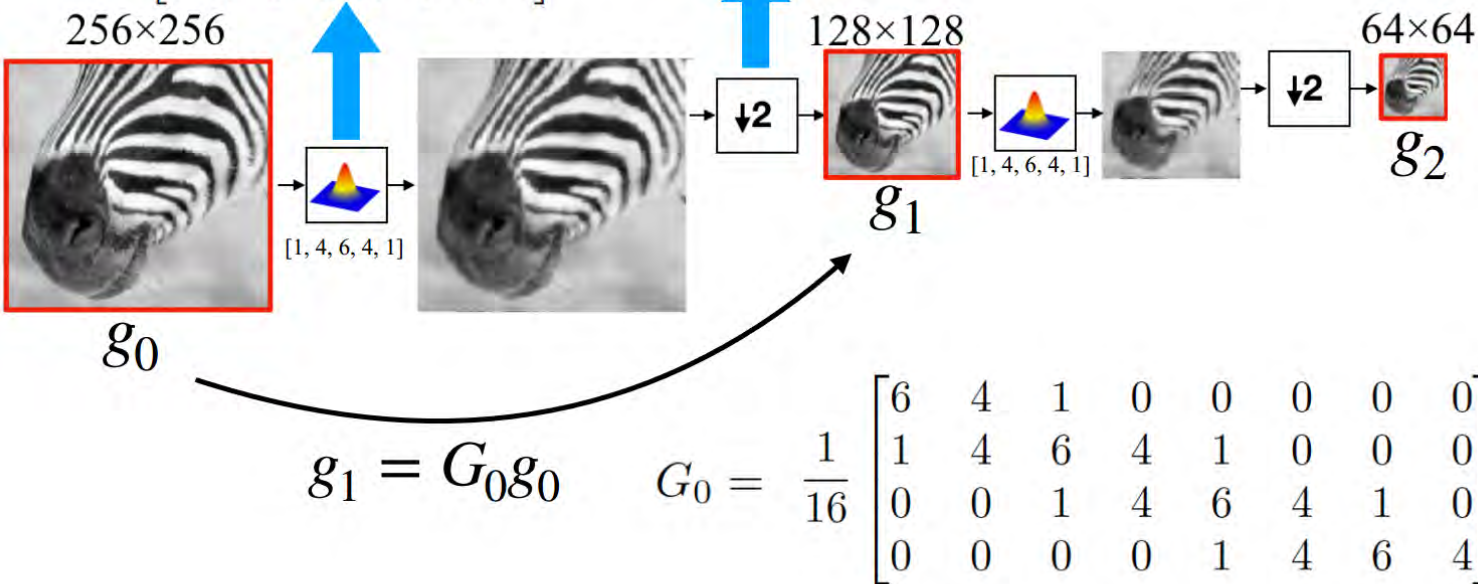 256×256
128×128
64×64
↓2
↓2
[1, 4, 6, 4, 1]
[1, 4, 6, 4, 1]
g₀
g₁
g₂
g₁ = G₀g₀
G₀ = 1/16
6 4 1 0 0 0 0 0
1 4 6 4 1 0 0 0
0 0 1 4 6 4 1 0
0 0 0 0 1 4 6 4